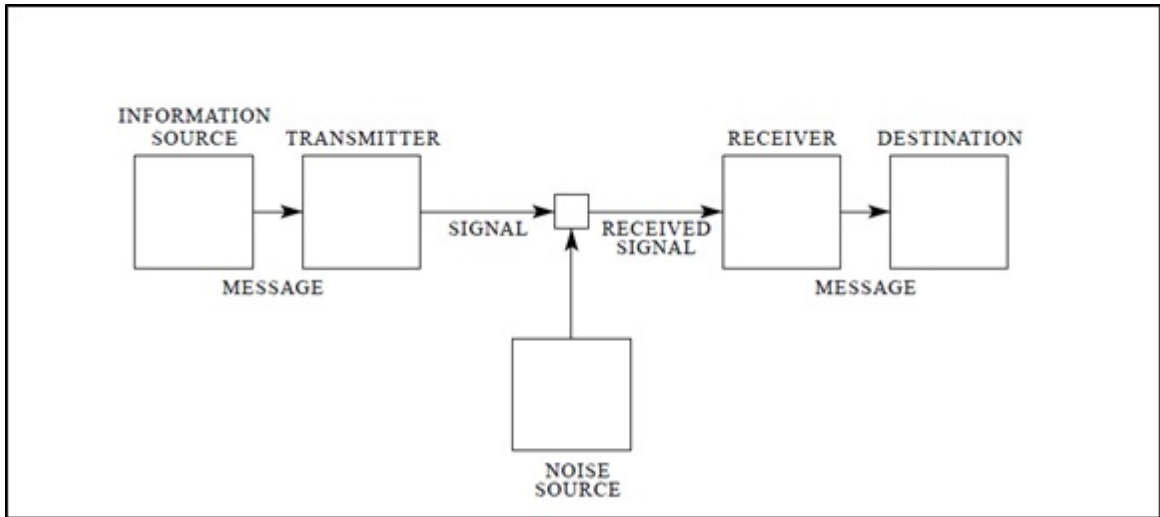 INFORMATION
SOURCE
TRANSMITTER
RECEIVER
DESTINATION
SIGNAL
RECEIVED
SIGNAL
MESSAGE
MESSAGE
NOISE
SOURCE